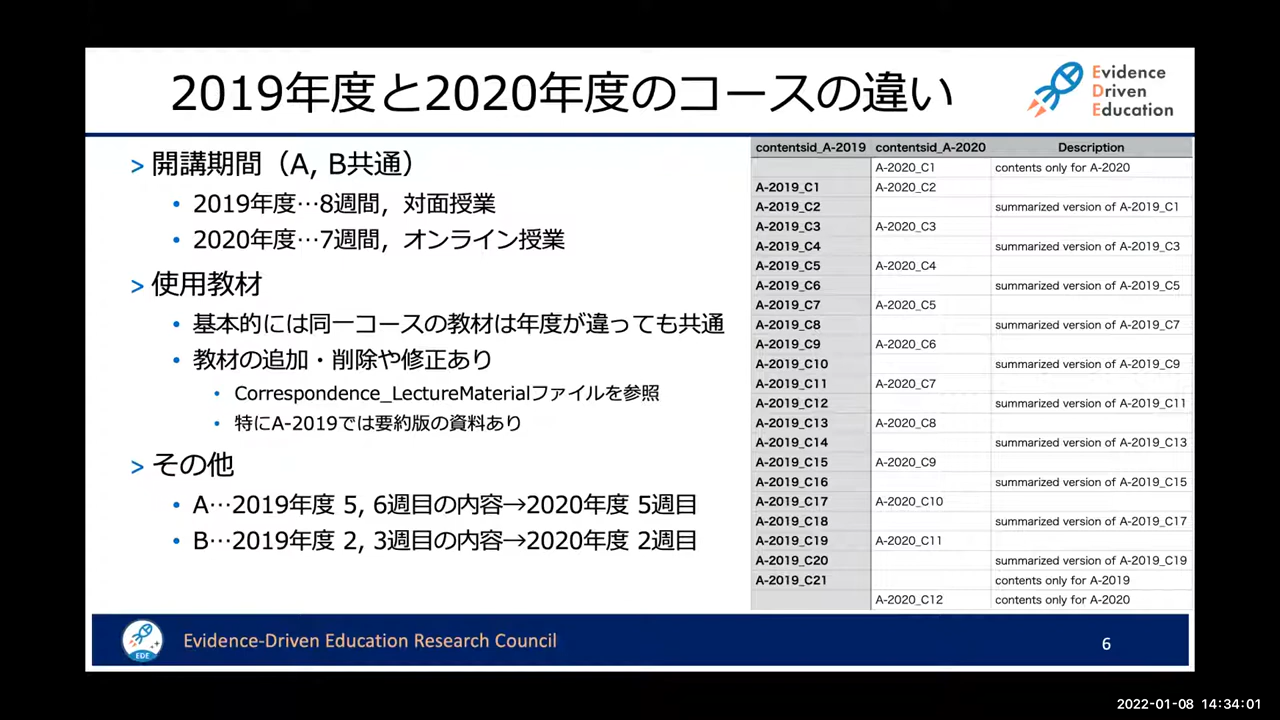 2019年度と2020年度のコースの違い
Evidence
Driven
Education
> 開講期間（A, B共通）
• 2019年度…8週間，対面授業
• 2020年度…7週間，オンライン授業
> 使用教材
• 基本的には同一コースの教材は年度が違っても共通
• 教材の追加・削除や修正あり
• Correspondence_LectureMaterialファイルを参照
• 特にA-2019では要約版の資料あり
> その他
• A…2019年度 5, 6週目の内容→2020年度 5週目
• B…2019年度 2, 3週目の内容→2020年度 2週目
contentsid_A-2019 contentsid_A-2020 Description
A-2020_C1 contents only for A-2020
A-2019_C1 A-2020_C2
A-2019_C2 summarized version of A-2019_C1
A-2019_C3 A-2020_C3
A-2019_C4 summarized version of A-2019_C3
A-2019_C5 A-2020_C4
A-2019_C6 summarized version of A-2019_C5
A-2019_C7 A-2020_C5
A-2019_C8 summarized version of A-2019_C7
A-2019_C9 A-2020_C6
A-2019_C10 summarized version of A-2019_C9
A-2019_C11 A-2020_C7
A-2019_C12 summarized version of A-2019_C11
A-2019_C13 A-2020_C8
A-2019_C14 summarized version of A-2019_C13
A-2019_C15 A-2020_C9
A-2019_C16 summarized version of A-2019_C15
A-2019_C17 A-2020_C10
A-2019_C18 summarized version of A-2019_C17
A-2019_C19 A-2020_C11
A-2019_C20 summarized version of A-2019_C19
A-2019_C21 contents only for A-2019
A-2020_C12 contents only for A-2020
EDE
Evidence-Driven Education Research Council
6
2022-01-08 14:34:01